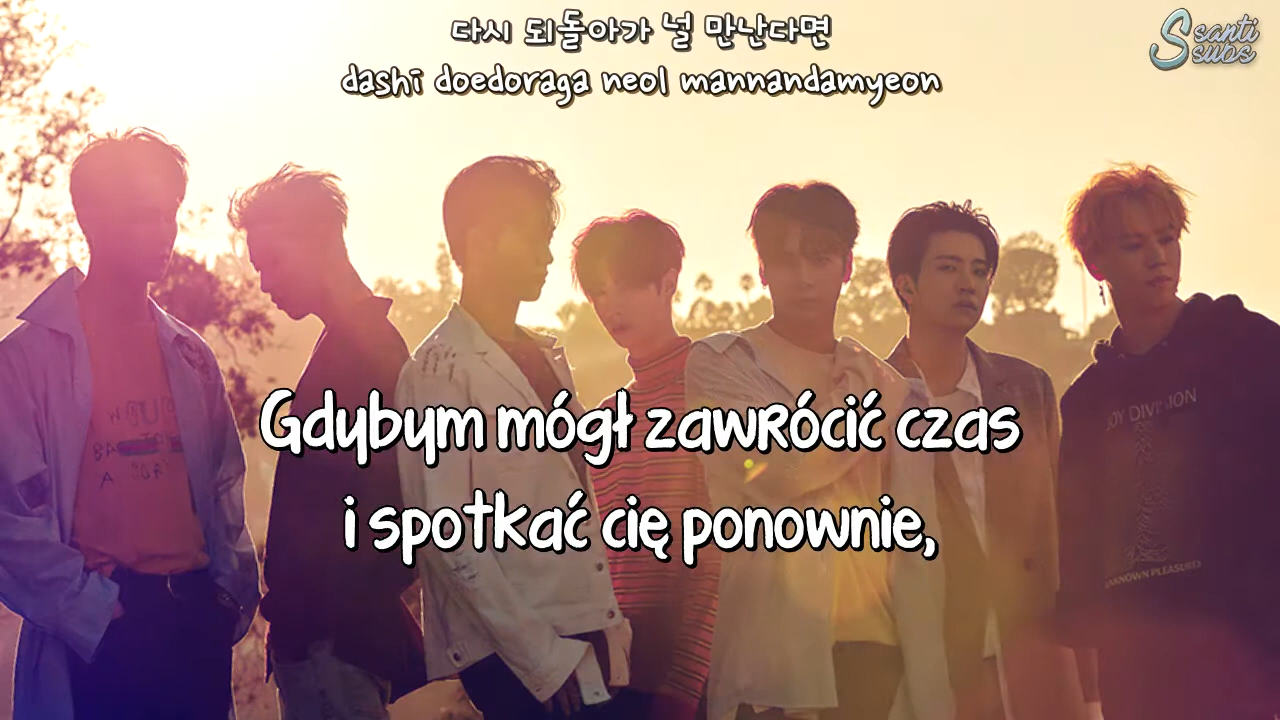 다시 되돌아가 널 만난다면
dashi doedoraga neol mannandamyeon
Ssanti
subs
Gdybym mógł zawrócić czas
i spotkać cię ponownie,
JOY DIVISION
UNKNOWN PLEASURES